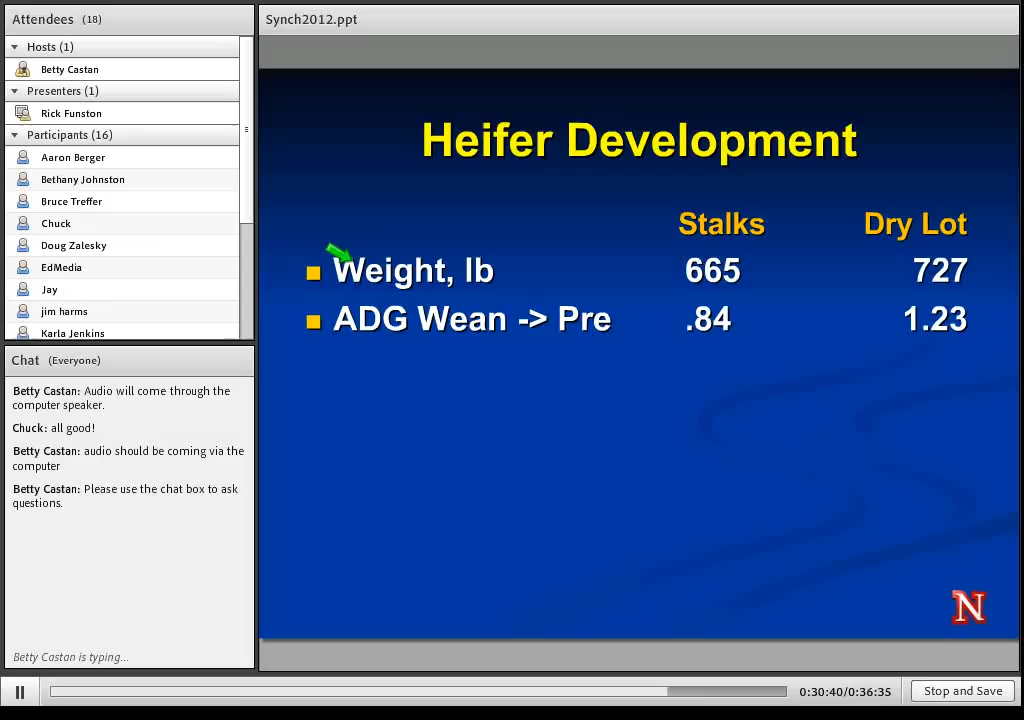 Attendees (18)
Hosts (1)
Betty Castan
Presenters (1)
Rick Funston
Participants (16)
Aaron Berger
Bethany Johnston
Bruce Treffer
Chuck
Doug Zalesky
EdMedia
Jay
jim harms
Karla Jenkins
Chat (Everyone)
Betty Castan: Audio will come through the
computer speaker.
Chuck: all good!
Betty Castan: audio should be coming via the
computer
Betty Castan: Please use the chat box to ask
questions.
Betty Castan is typing...
Synch2012.ppt
Heifer Development
Stalks Dry Lot
Weight, lb 665 727
ADG Wean -> Pre .84 1.23
N
0:30:40/0:36:35
Stop and Save